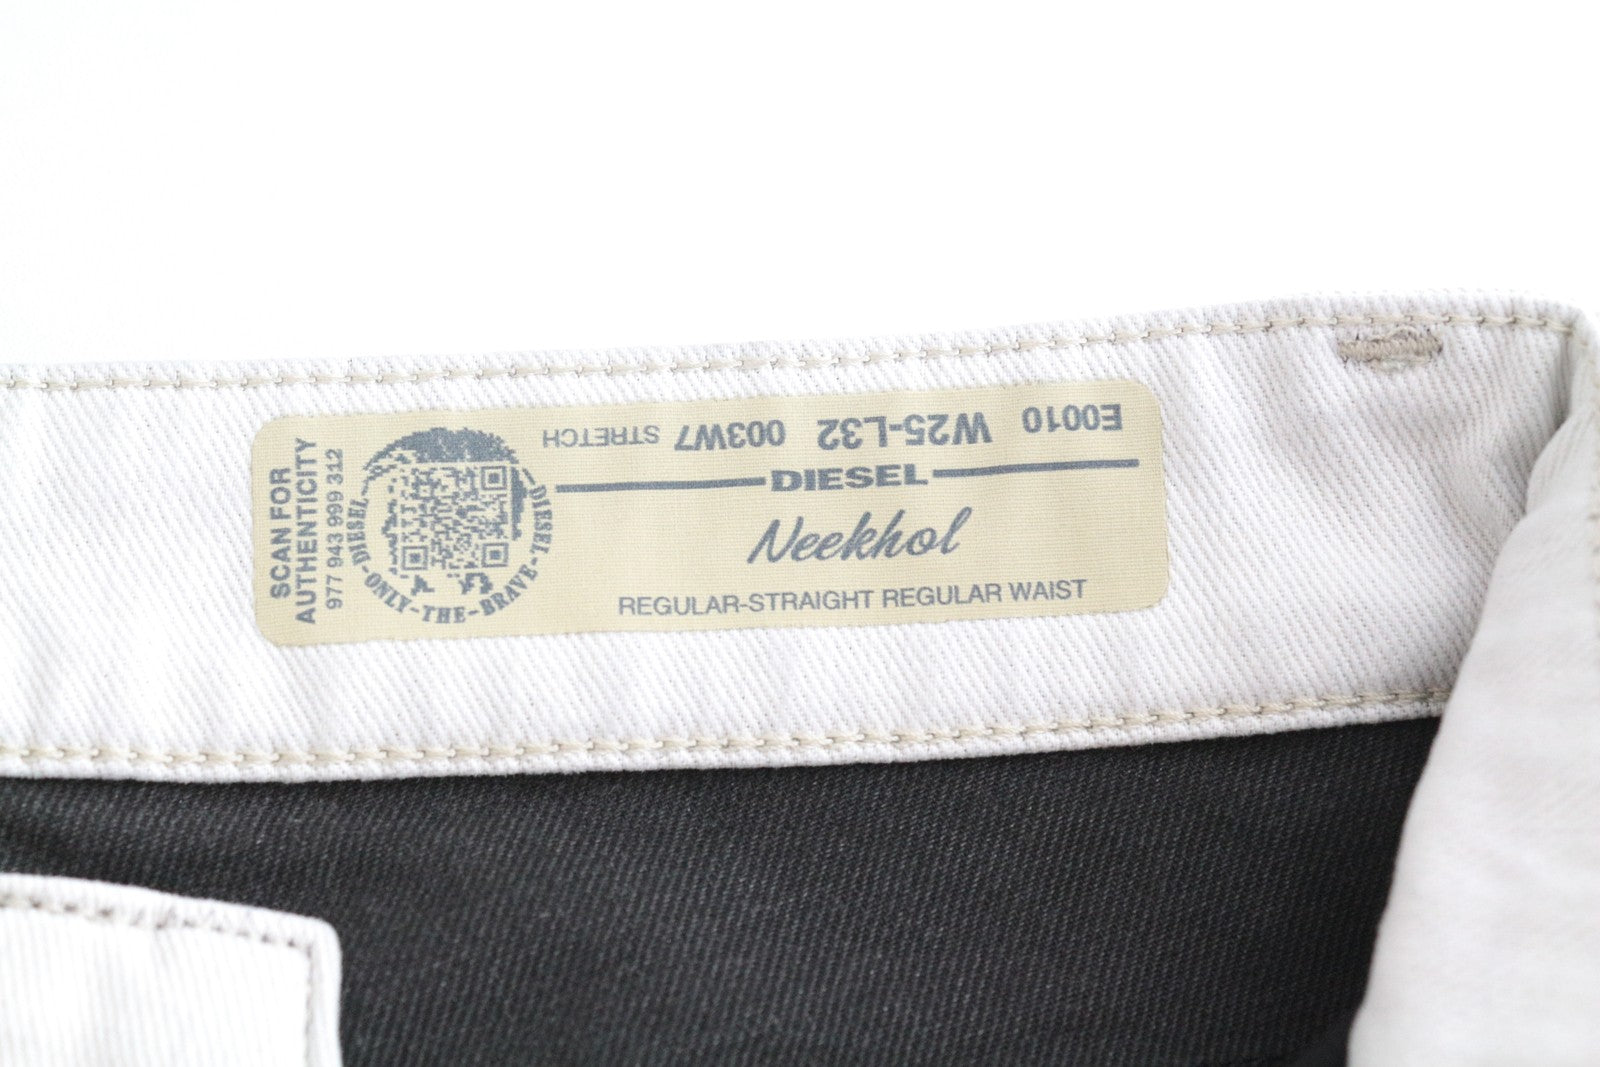 E0010 W25-L32 003W7 STRETCH
DIESEL
Neekhol
REGULAR-STRAIGHT REGULAR WAIST
SCAN FOR
AUTHENTICITY
977 943 999 312
DIESEL-ONLY-THE-BRAVE-DIESEL